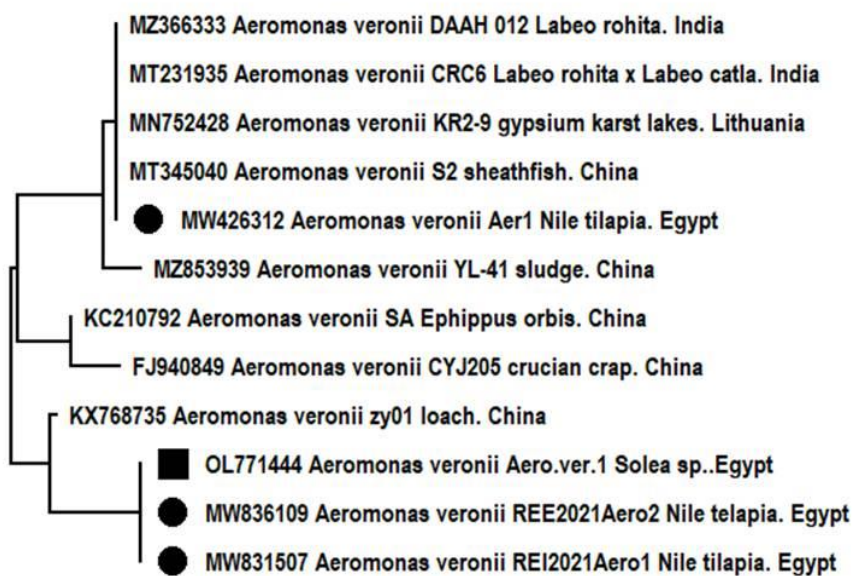 MZ366333 Aeromonas veronii DAAH 012 Labeo rohita. India
MT231935 Aeromonas veronii CRC6 Labeo rohita x Labeo catla. India
MN752428 Aeromonas veronii KR2-9 gypsium karst lakes. Lithuania
MT345040 Aeromonas veronii S2 sheathfish. China
MW426312 Aeromonas veronii Aer1 Nile tilapia. Egypt
MZ853939 Aeromonas veronii YL-41 sludge. China
KC210792 Aeromonas veronii SA Ephippus orbis. China
FJ940849 Aeromonas veronii CYJ205 crucian crap. China
KX768735 Aeromonas veronii zy01 loach. China
OL771444 Aeromonas veronii Aero.ver.1 Solea sp..Egypt
MW836109 Aeromonas veronii REE2021Aero2 Nile telapia. Egypt
MW831507 Aeromonas veronii REI2021Aero1 Nile tilapia. Egypt